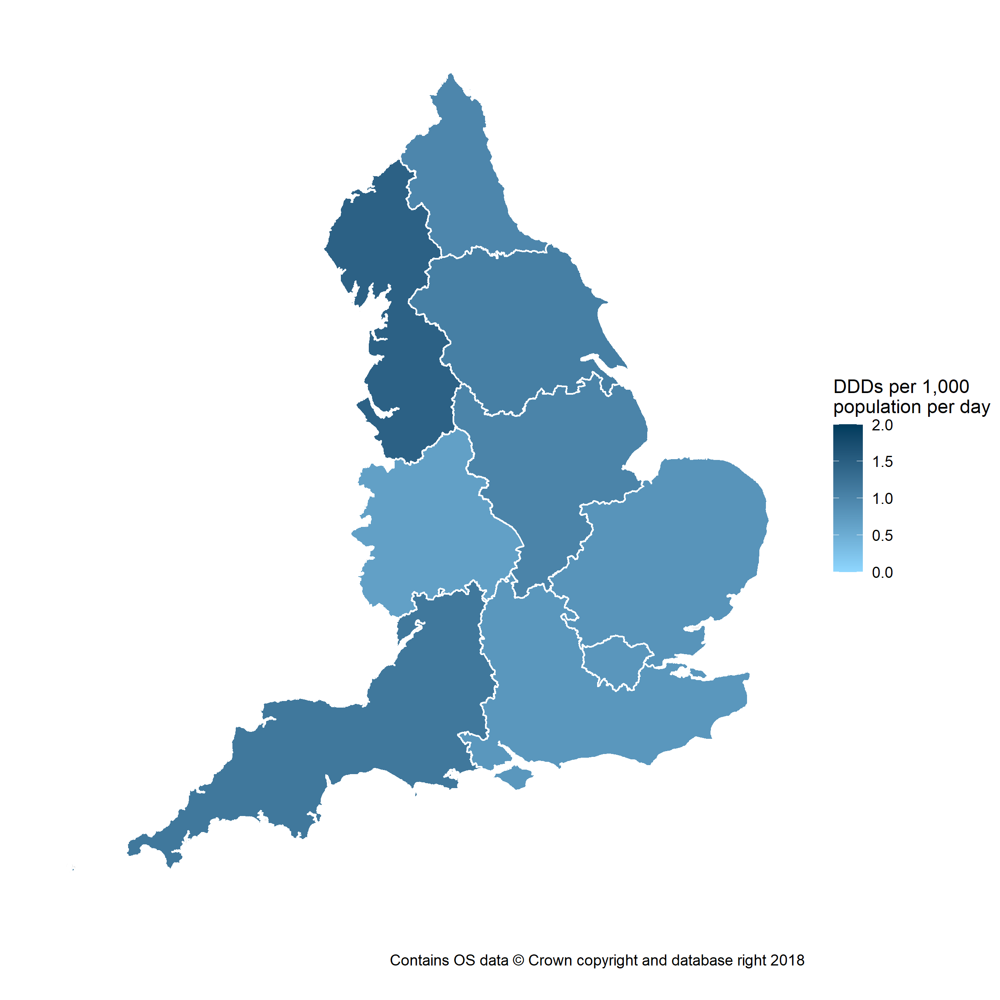 DDDs per 1,000
population per day
2.0
1.5
1.0
0.5
0.0
Contains OS data © Crown copyright and database right 2018